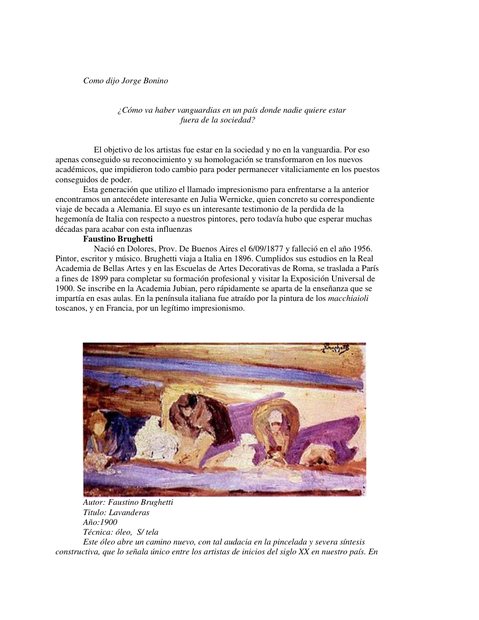 Como dijo Jorge Bonino
¿Cómo va haber vanguardias en un país donde nadie quiere estar
fuera de la sociedad?
El objetivo de los artistas fue estar en la sociedad y no en la vanguardia. Por eso
apenas conseguido su reconocimiento y su homologación se transformaron en los nuevos
académicos, que impidieron todo cambio para poder permanecer vitaliciamente en los puestos
conseguidos de poder.
Esta generación que utilizo el llamado impresionismo para enfrentarse a la anterior
encontramos un antecédete interesante en Julia Wernicke, quien concreto su correspondiente
viaje de becada a Alemania. El suyo es un interesante testimonio de la perdida de la
hegemonía de Italia con respecto a nuestros pintores, pero todavía hubo que esperar muchas
décadas para acabar con esta influenzas
Faustino Brughetti
Nació en Dolores, Prov. De Buenos Aires el 6/09/1877 y falleció en el año 1956.
Pintor, escritor y músico. Brughetti viaja a Italia en 1896. Cumplidos sus estudios en la Real
Academia de Bellas Artes y en las Escuelas de Artes Decorativas de Roma, se traslada a París
a fines de 1899 para completar su formación profesional y visitar la Exposición Universal de
1900. Se inscribe en la Academia Jubian, pero rápidamente se aparta de la enseñanza que se
impartía en esas aulas. En la península italiana fue atraído por la pintura de los macchiaioli
toscanos, y en Francia, por un legítimo impresionismo.
Autor: Faustino Brughetti
Titulo: Lavanderas
Año:1900
Técnica: óleo, S/ tela
Este óleo abre un camino nuevo, con tal audacia en la pincelada y severa síntesis
constructiva, que lo señala único entre los artistas de inicios del siglo XX en nuestro país. En